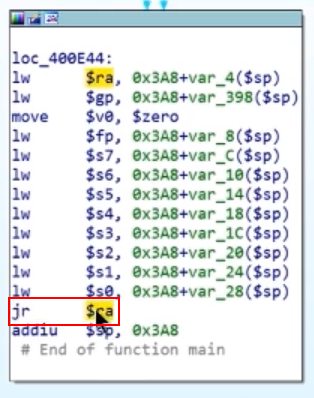 loc_400E44:
lw $ra, 0x3A8+var_4($sp)
lw $gp, 0x3A8+var_398($sp)
move $v0, $zero
lw $fp, 0x3A8+var_8($sp)
lw $s7, 0x3A8+var_C($sp)
lw $s6, 0x3A8+var_10($sp)
lw $s5, 0x3A8+var_14($sp)
lw $s4, 0x3A8+var_18($sp)
lw $s3, 0x3A8+var_1C($sp)
lw $s2, 0x3A8+var_20($sp)
lw $s1, 0x3A8+var_24($sp)
lw $s0, 0x3A8+var_28($sp)
jr $ra
addiu $sp, 0x3A8
# End of function main